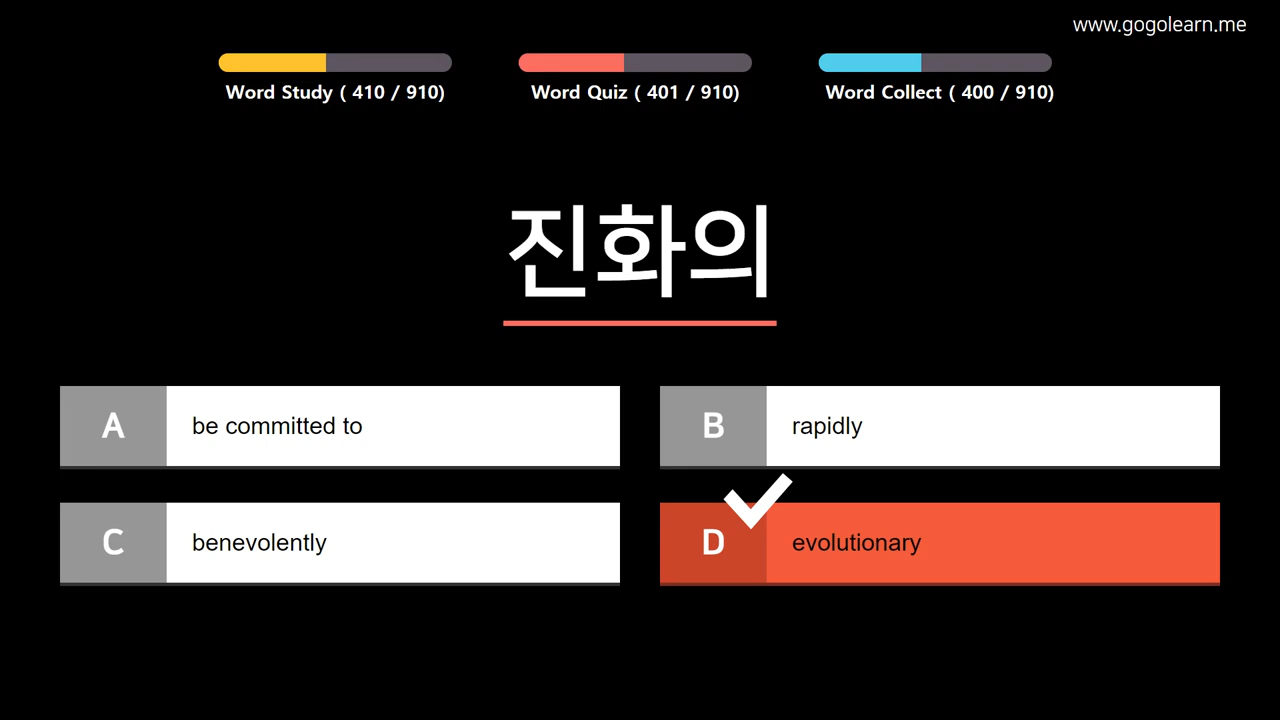 www.gogolearn.me
Word Study ( 410 / 910)
Word Quiz ( 401 / 910)
Word Collect ( 400 / 910)
진화의
A
be committed to
B
rapidly
C
benevolently
D
evolutionary